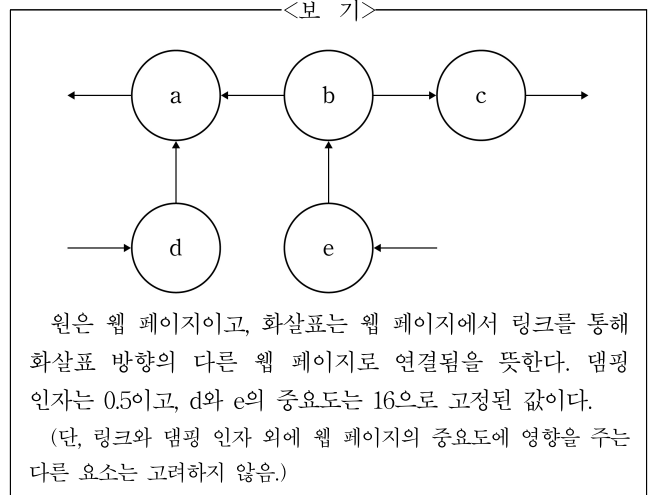 <보 기>
a b c
d e
원은 웹 페이지이고, 화살표는 웹 페이지에서 링크를 통해
화살표 방향의 다른 웹 페이지로 연결됨을 뜻한다. 댐핑
인자는 0.5이고, d와 e의 중요도는 16으로 고정된 값이다.
(단, 링크와 댐핑 인자 외에 웹 페이지의 중요도에 영향을 주는
다른 요소는 고려하지 않음.)